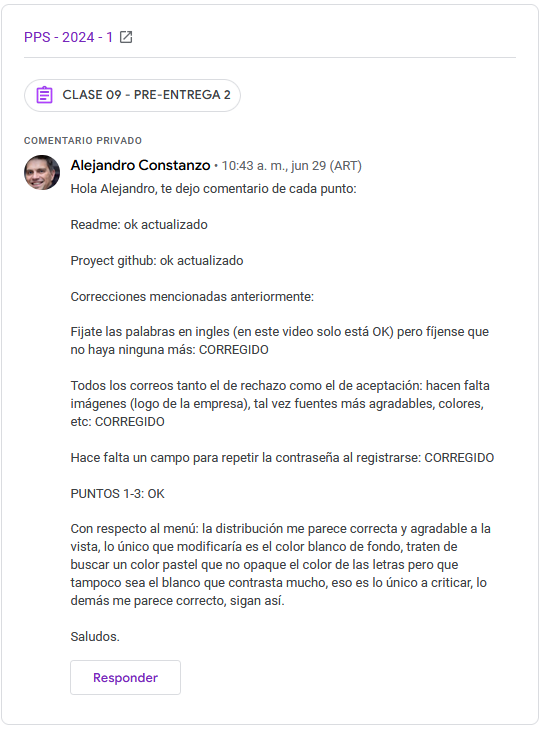 PPS - 2024 - 1
CLASE 09 - PRE-ENTREGA 2
COMENTARIO PRIVADO
Alejandro Constanzo • 10:43 a. m., jun 29 (ART)
Hola Alejandro, te dejo comentario de cada punto:
Readme: ok actualizado
Proyect github: ok actualizado
Correcciones mencionadas anteriormente:
Fijate las palabras en ingles (en este video solo está OK) pero fíjense que
no haya ninguna más: CORREGIDO
Todos los correos tanto el de rechazo como el de aceptación: hacen falta
imágenes (logo de la empresa), tal vez fuentes más agradables, colores,
etc: CORREGIDO
Hace falta un campo para repetir la contraseña al registrarse: CORREGIDO
PUNTOS 1-3: OK
Con respecto al menú: la distribución me parece correcta y agradable a la
vista, lo único que modificaría es el color blanco de fondo, traten de
buscar un color pastel que no opaque el color de las letras pero que
tampoco sea el blanco que contrasta mucho, eso es lo único a criticar, lo
demás me parece correcto, sigan así.
Saludos.
Responder